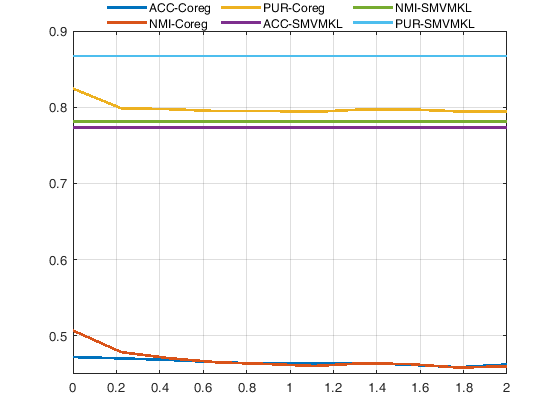 ACC-Coreg PUR-Coreg NMI-SMVMKL
NMI-Coreg ACC-SMVMKL PUR-SMVMKL
0.9
0.8
0.7
0.6
0.5
0 0.2 0.4 0.6 0.8 1 1.2 1.4 1.6 1.8 2